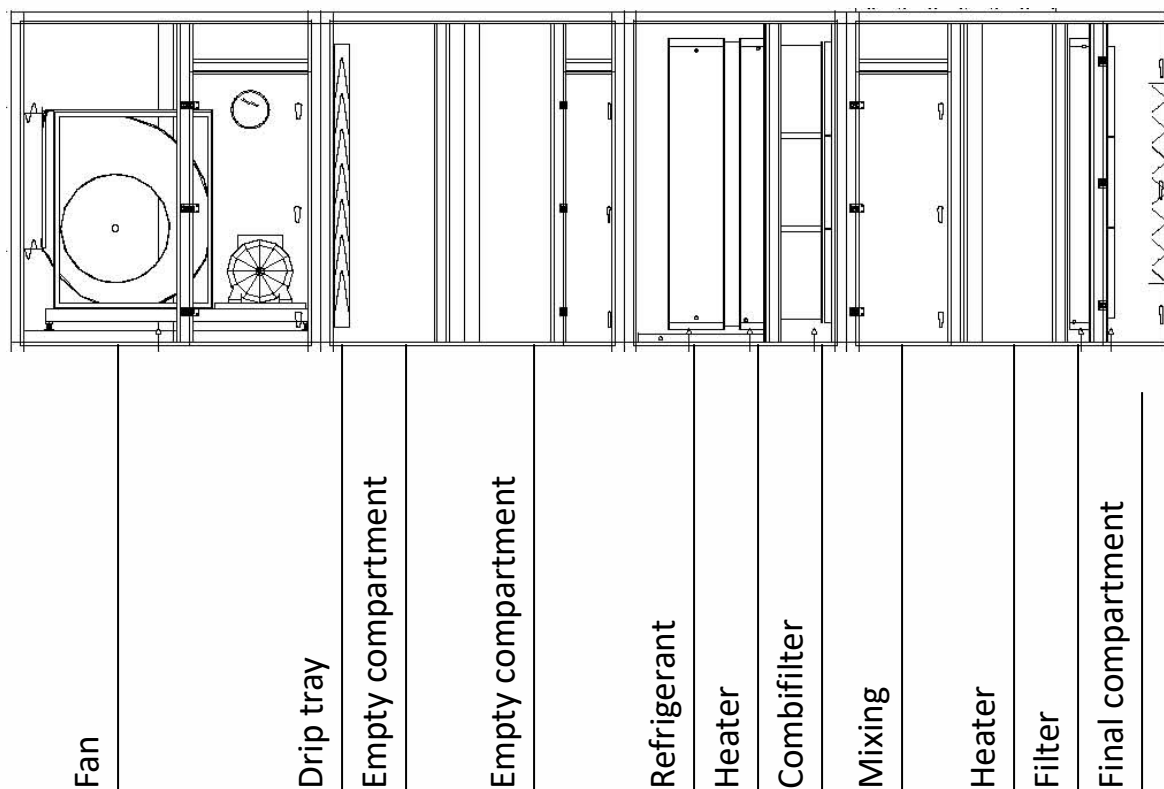 Fan
Drip tray
Empty compartment
Empty compartment
Refrigerant
Heater
Combifilter
Mixing
Heater
Filter
Final compartment